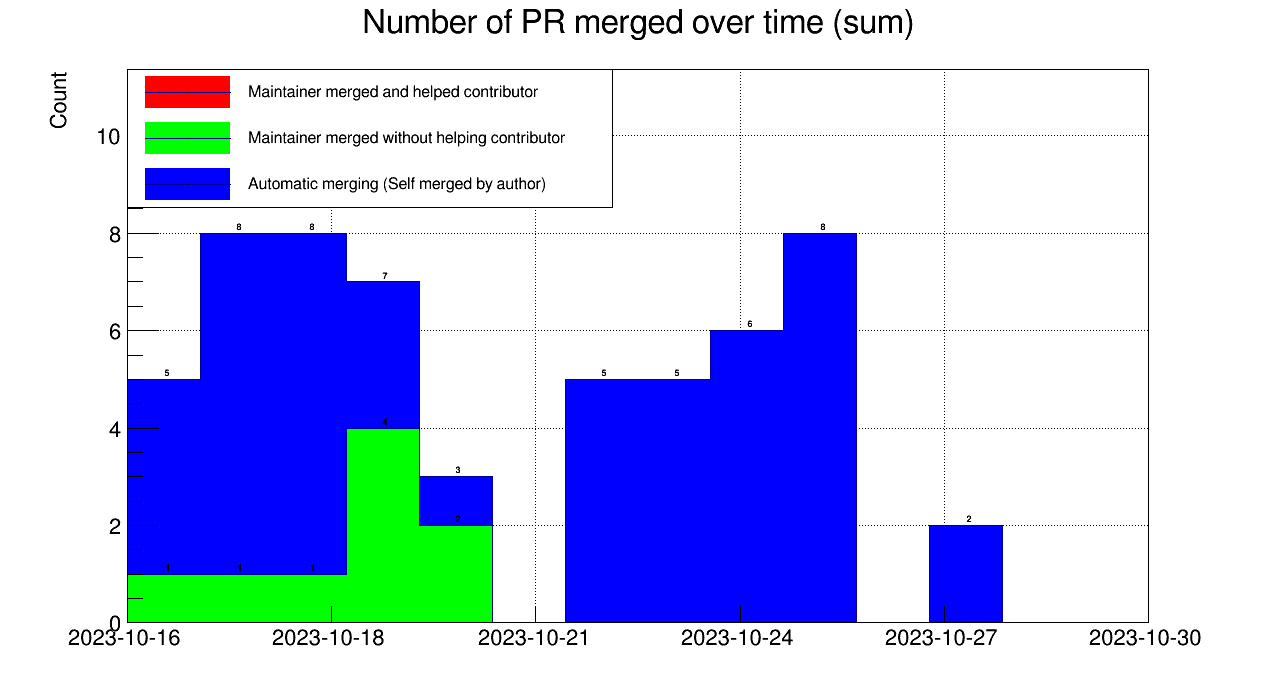 Number of PR merged over time (sum)
Count
Maintainer merged and helped contributor
Maintainer merged without helping contributor
Automatic merging (Self merged by author)
10
8
6
4
2
0
8 8 8
7
6
5 5 5
4
3
2 2
1 1 1
2023-10-16 2023-10-18 2023-10-21 2023-10-24 2023-10-27 2023-10-30